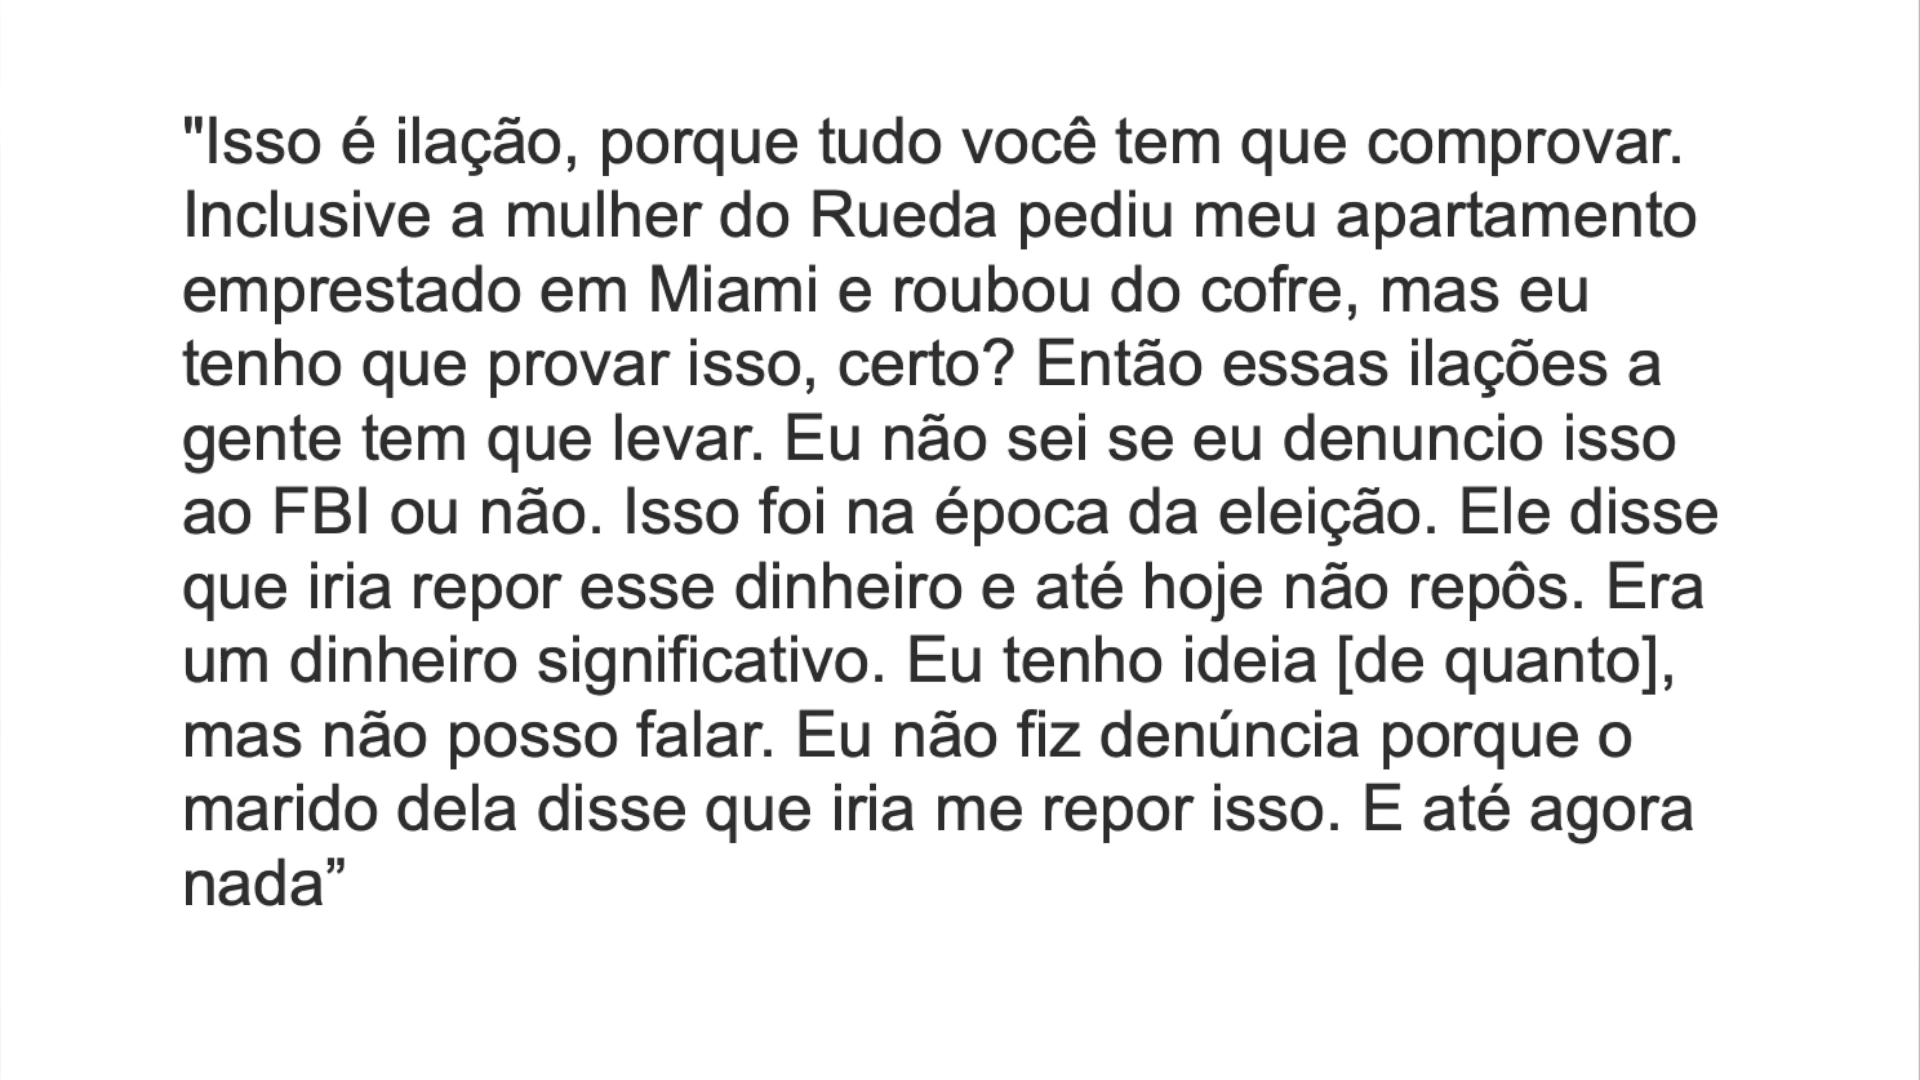 "Isso é ilação, porque tudo você tem que comprovar.
Inclusive a mulher do Rueda pediu meu apartamento
emprestado em Miami e roubou do cofre, mas eu
tenho que provar isso, certo? Então essas ilações a
gente tem que levar. Eu não sei se eu denuncio isso
ao FBI ou não. Isso foi na época da eleição. Ele disse
que iria repor esse dinheiro e até hoje não repôs. Era
um dinheiro significativo. Eu tenho ideia [de quanto],
mas não posso falar. Eu não fiz denúncia porque o
marido dela disse que iria me repor isso. E até agora
nada”